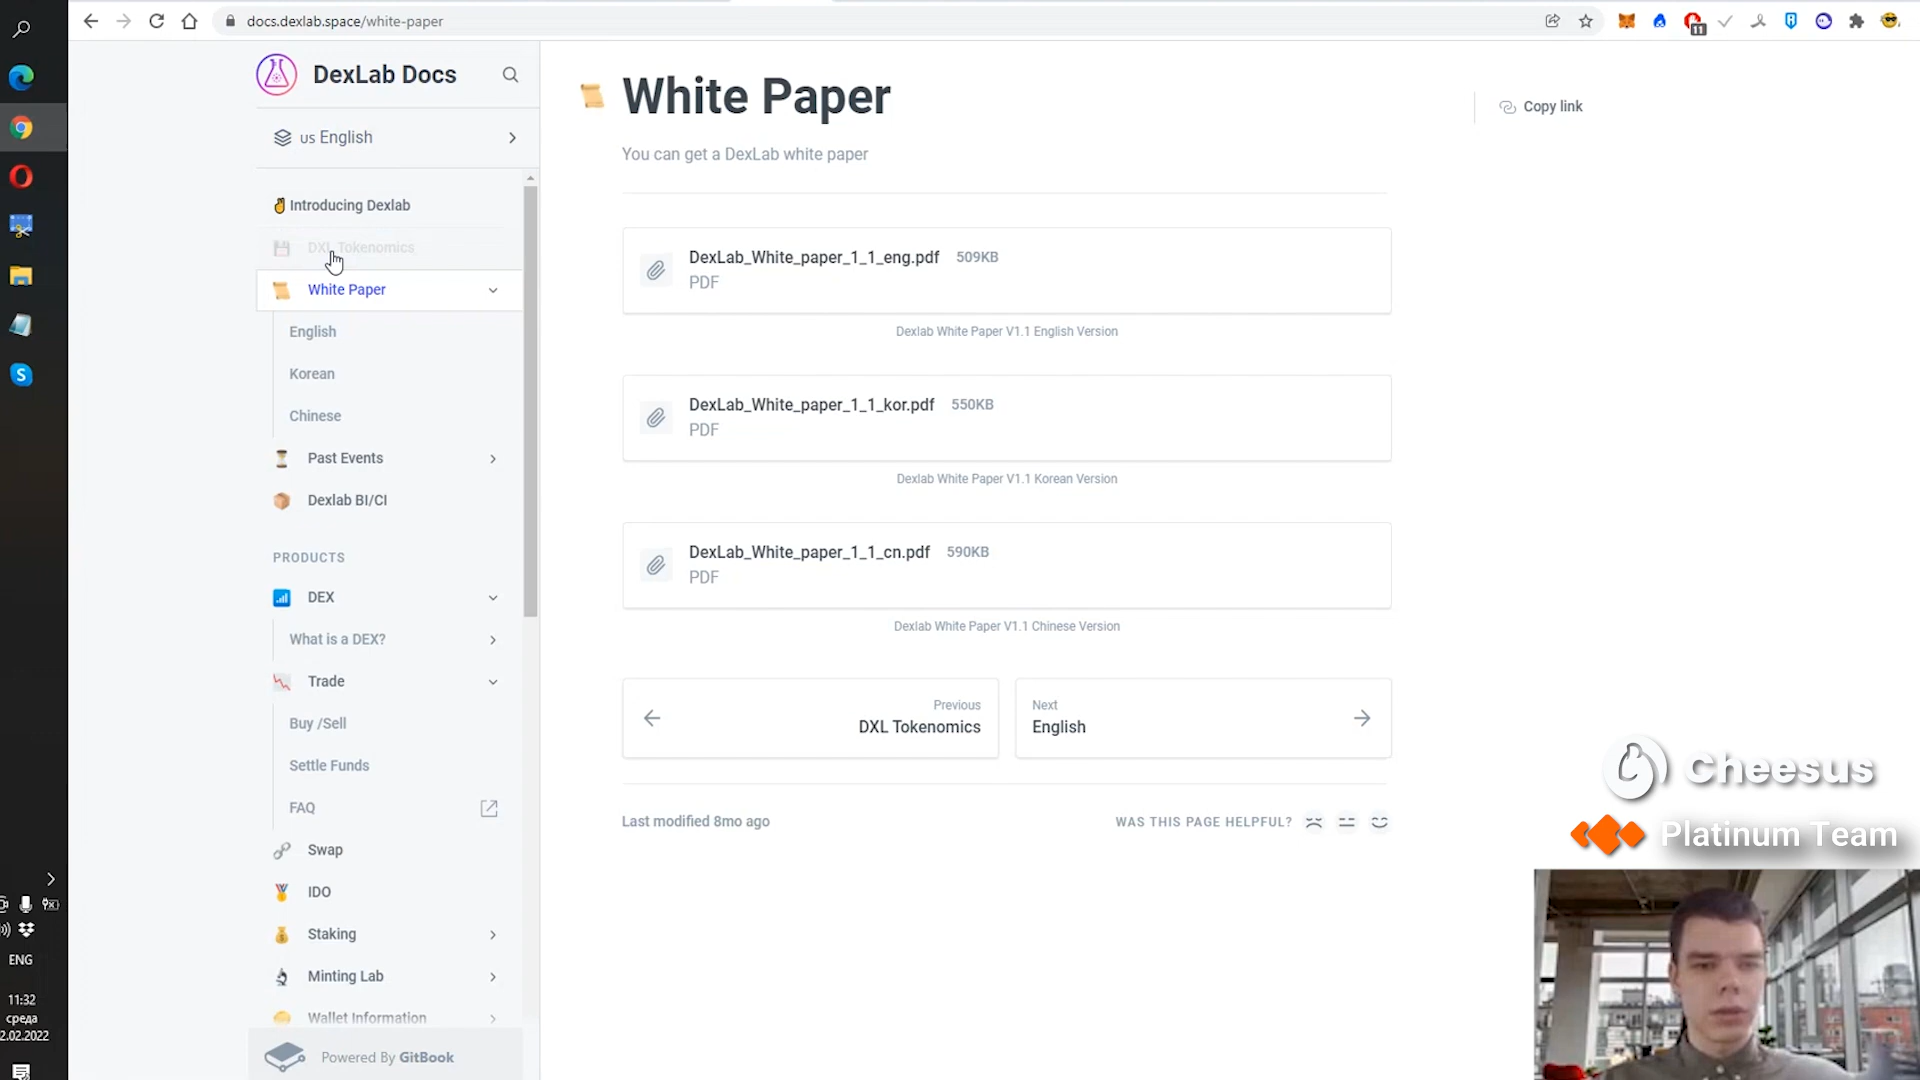 docs.dexlab.space/white-paper
11
DexLab Docs
us English
Introducing Dexlab
DXL Tokenomics
White Paper
English
Korean
Chinese
Past Events
Dexlab BI/CI
PRODUCTS
DEX
What is a DEX?
Trade
Buy /Sell
Settle Funds
FAQ
Swap
IDO
Staking
Minting Lab
Wallet Information
Powered By GitBook
White Paper
Copy link
You can get a DexLab white paper
DexLab_White_paper_1_1_eng.pdf 509KB
PDF
Dexlab White Paper V1.1 English Version
DexLab_White_paper_1_1_kor.pdf 550KB
PDF
Dexlab White Paper V1.1 Korean Version
DexLab_White_paper_1_1_cn.pdf 590KB
PDF
Dexlab White Paper V1.1 Chinese Version
Previous
DXL Tokenomics
Next
English
Last modified 8mo ago
WAS THIS PAGE HELPFUL?
Cheesus
Platinum Team
ENG
11:32
среда
2.02.2022